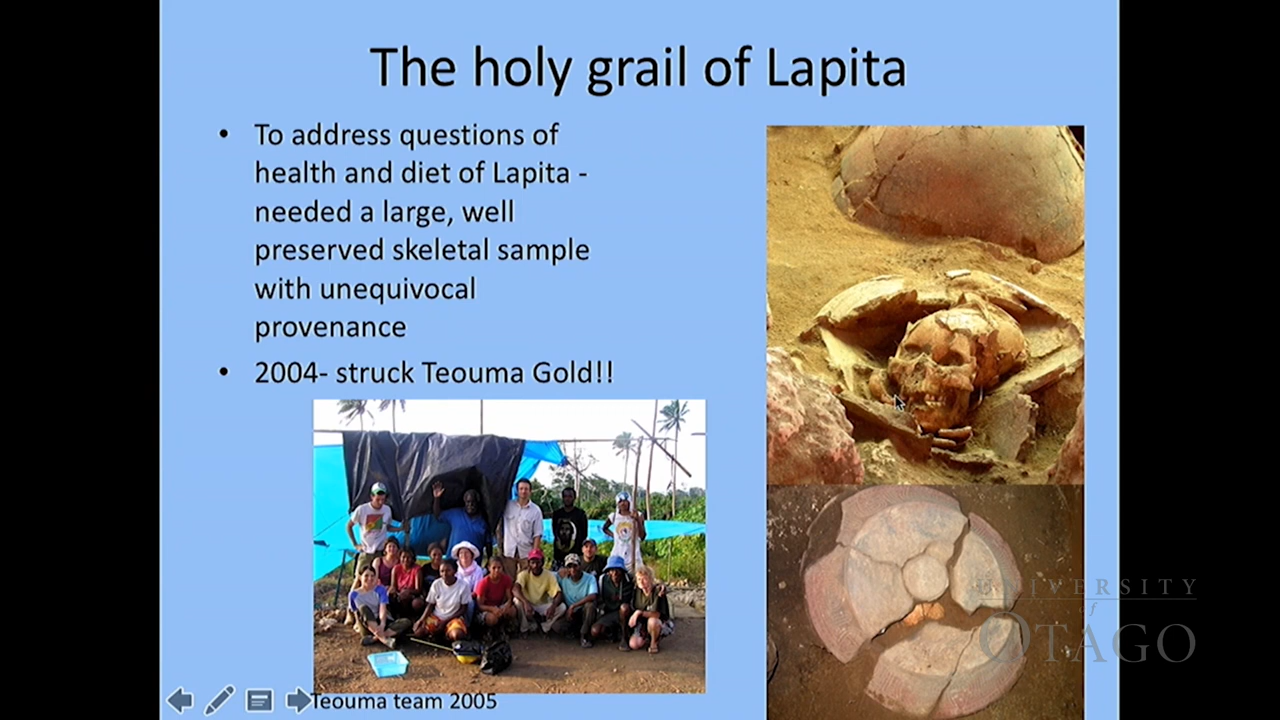 The holy grail of Lapita
• To address questions of
health and diet of Lapita -
needed a large, well
preserved skeletal sample
with unequivocal
provenance
• 2004- struck Teouma Gold!!
Teouma team 2005
UNIVERSITY
of
OTAGO